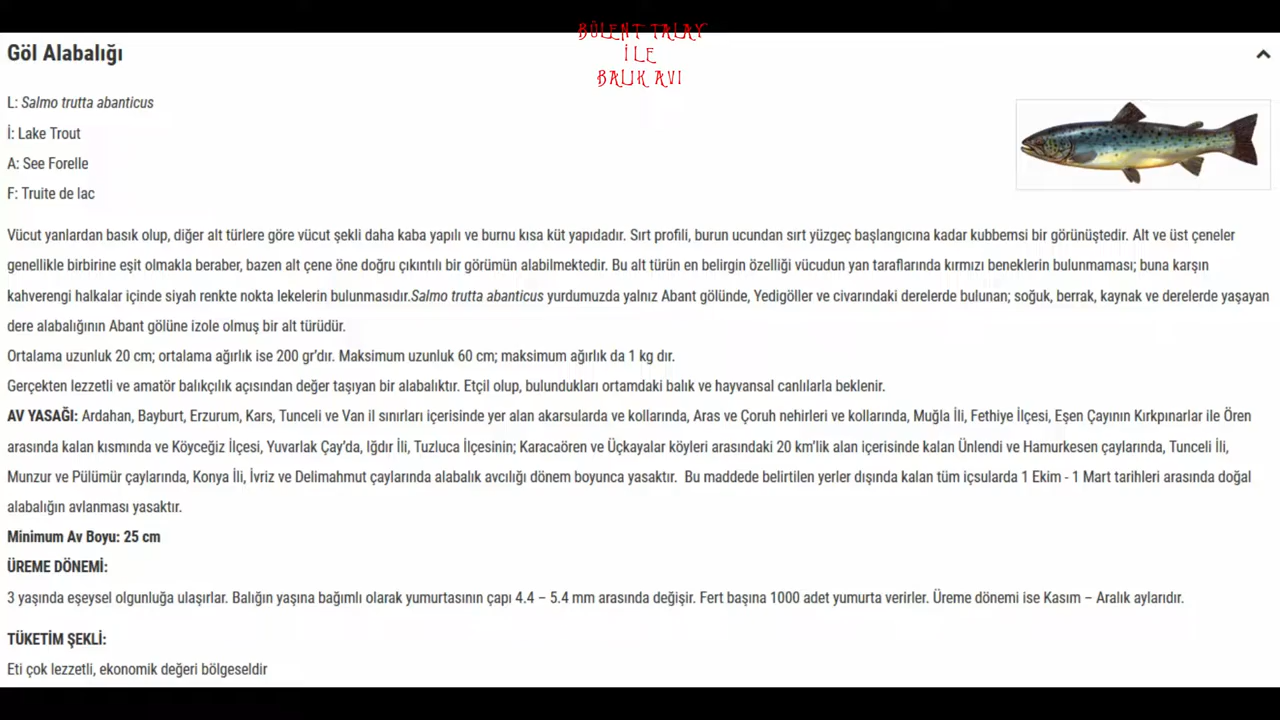 BÜLENT TALAY
İLE
BALIK AVI
Göl Alabalığı
L: Salmo trutta abanticus
İ: Lake Trout
A: See Forelle
F: Truite de lac
Vücut yanlardan basık olup, diğer alt türlere göre vücut şekli daha kaba yapılı ve burnu kısa küt yapıdadır. Sırt profili, burun ucundan sırt yüzgeç başlangıcına kadar kubbemsi bir görünüştedir. Alt ve üst çeneler
genellikle birbirine eşit olmakla beraber, bazen alt çene öne doğru çıkıntılı bir görümün alabilmektedir. Bu alt türün en belirgin özelliği vücudun yan taraflarında kırmızı beneklerin bulunmaması; buna karşın
kahverengi halkalar içinde siyah renkte nokta lekelerin bulunmasıdır.Salmo trutta abanticus yurdumuzda yalnız Abant gölünde, Yedigöller ve civarındaki derelerde bulunan; soğuk, berrak, kaynak ve derelerde yaşayan
dere alabalığının Abant gölüne izole olmuş bir alt türüdür.
Ortalama uzunluk 20 cm; ortalama ağırlık ise 200 gr’dır. Maksimum uzunluk 60 cm; maksimum ağırlık da 1 kg dır.
Gerçekten lezzetli ve amatör balıkçılık açısından değer taşıyan bir alabalıktır. Etçil olup, bulundukları ortamdaki balık ve hayvansal canlılarla beklenir.
AV YASAĞI: Ardahan, Bayburt, Erzurum, Kars, Tunceli ve Van il sınırları içerisinde yer alan akarsularda ve kollarında, Aras ve Çoruh nehirleri ve kollarında, Muğla İli, Fethiye İlçesi, Eşen Çayının Kırkpınarlar ile Ören
arasında kalan kısmında ve Köyceğiz İlçesi, Yuvarlak Çay’da, Iğdır İli, Tuzluca İlçesinin; Karacaören ve Üçkayalar köyleri arasındaki 20 km’lik alan içerisinde kalan Ünlendi ve Hamurkesen çaylarında, Tunceli İli,
Munzur ve Pülümür çaylarında, Konya İli, İvriz ve Delimahmut çaylarında alabalık avcılığı dönem boyunca yasaktır.  Bu maddede belirtilen yerler dışında kalan tüm içsularda 1 Ekim - 1 Mart tarihleri arasında doğal
alabalığın avlanması yasaktır.
Minimum Av Boyu: 25 cm
ÜREME DÖNEMİ:
3 yaşında eşeysel olgunluğa ulaşırlar. Balığın yaşına bağımlı olarak yumurtasının çapı 4.4 – 5.4 mm arasında değişir. Fert başına 1000 adet yumurta verirler. Üreme dönemi ise Kasım – Aralık aylarıdır.
TÜKETİM ŞEKLİ:
Eti çok lezzetli, ekonomik değeri bölgeseldir